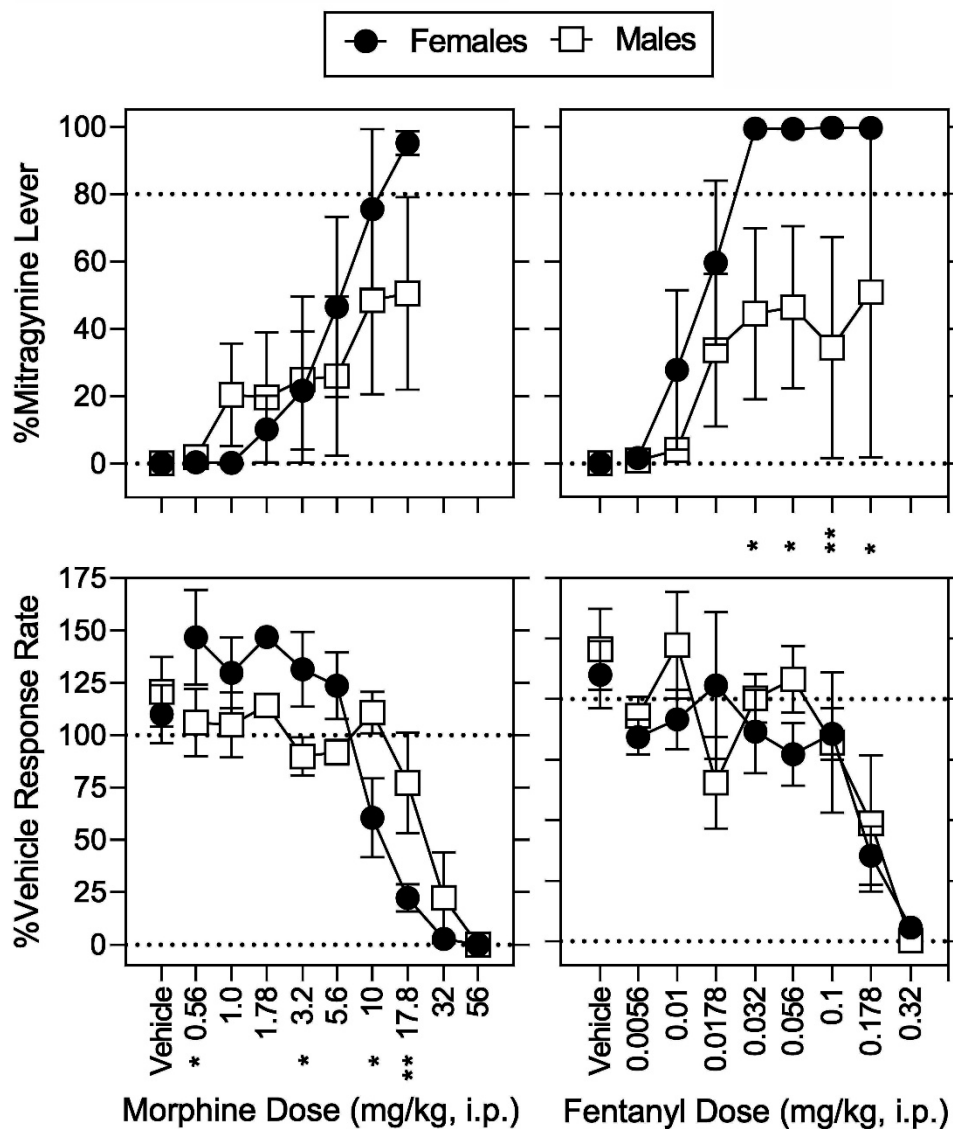 Females Males
%Mitragynine Lever
100
80
60
40
20
0
* * ** *
%Vehicle Response Rate
175
150
125
100
75
50
25
0
Vehicle 0.56 1.0 1.78 3.2 5.6 10 17.8 32 56
* * * **
Morphine Dose (mg/kg, i.p.)
Vehicle 0.0056 0.01 0.0178 0.032 0.056 0.1 0.178 0.32
Fentanyl Dose (mg/kg, i.p.)